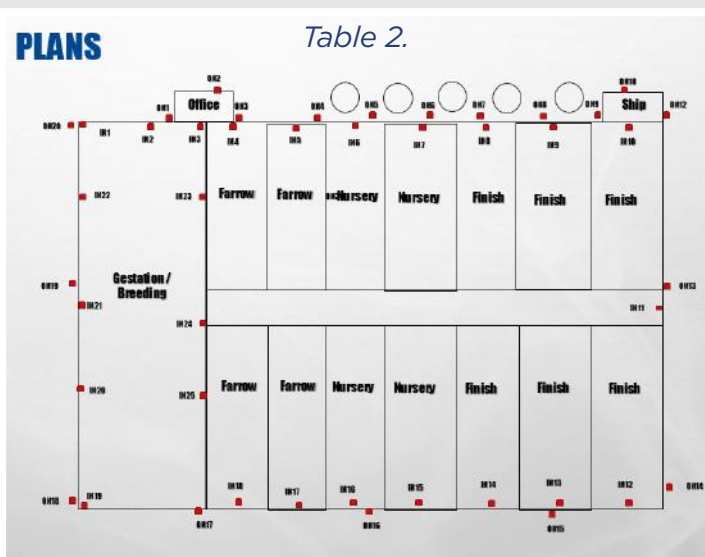 PLANS
Table 2.
OH2
OH1 Office OH3
OH4 OH5 OH6 OH7 OH8 OH9
OH10
Ship OH12
OH20 IH1 IH2 IH3 IH4 IH5 IH6 IH7 IH8 IH9 IH10
IH22 IH23 Farrow Farrow Nursery Nursery Finish Finish Finish
Gestation /
Breeding
OH19 OH13
IH21 IH11
IH24
IH20 IH25 Farrow Farrow Nursery Nursery Finish Finish Finish
OH18 IH19 IH18 IH17 IH16 IH15 IH14 IH13 IH12 OH14
OH17 OH16 OH15